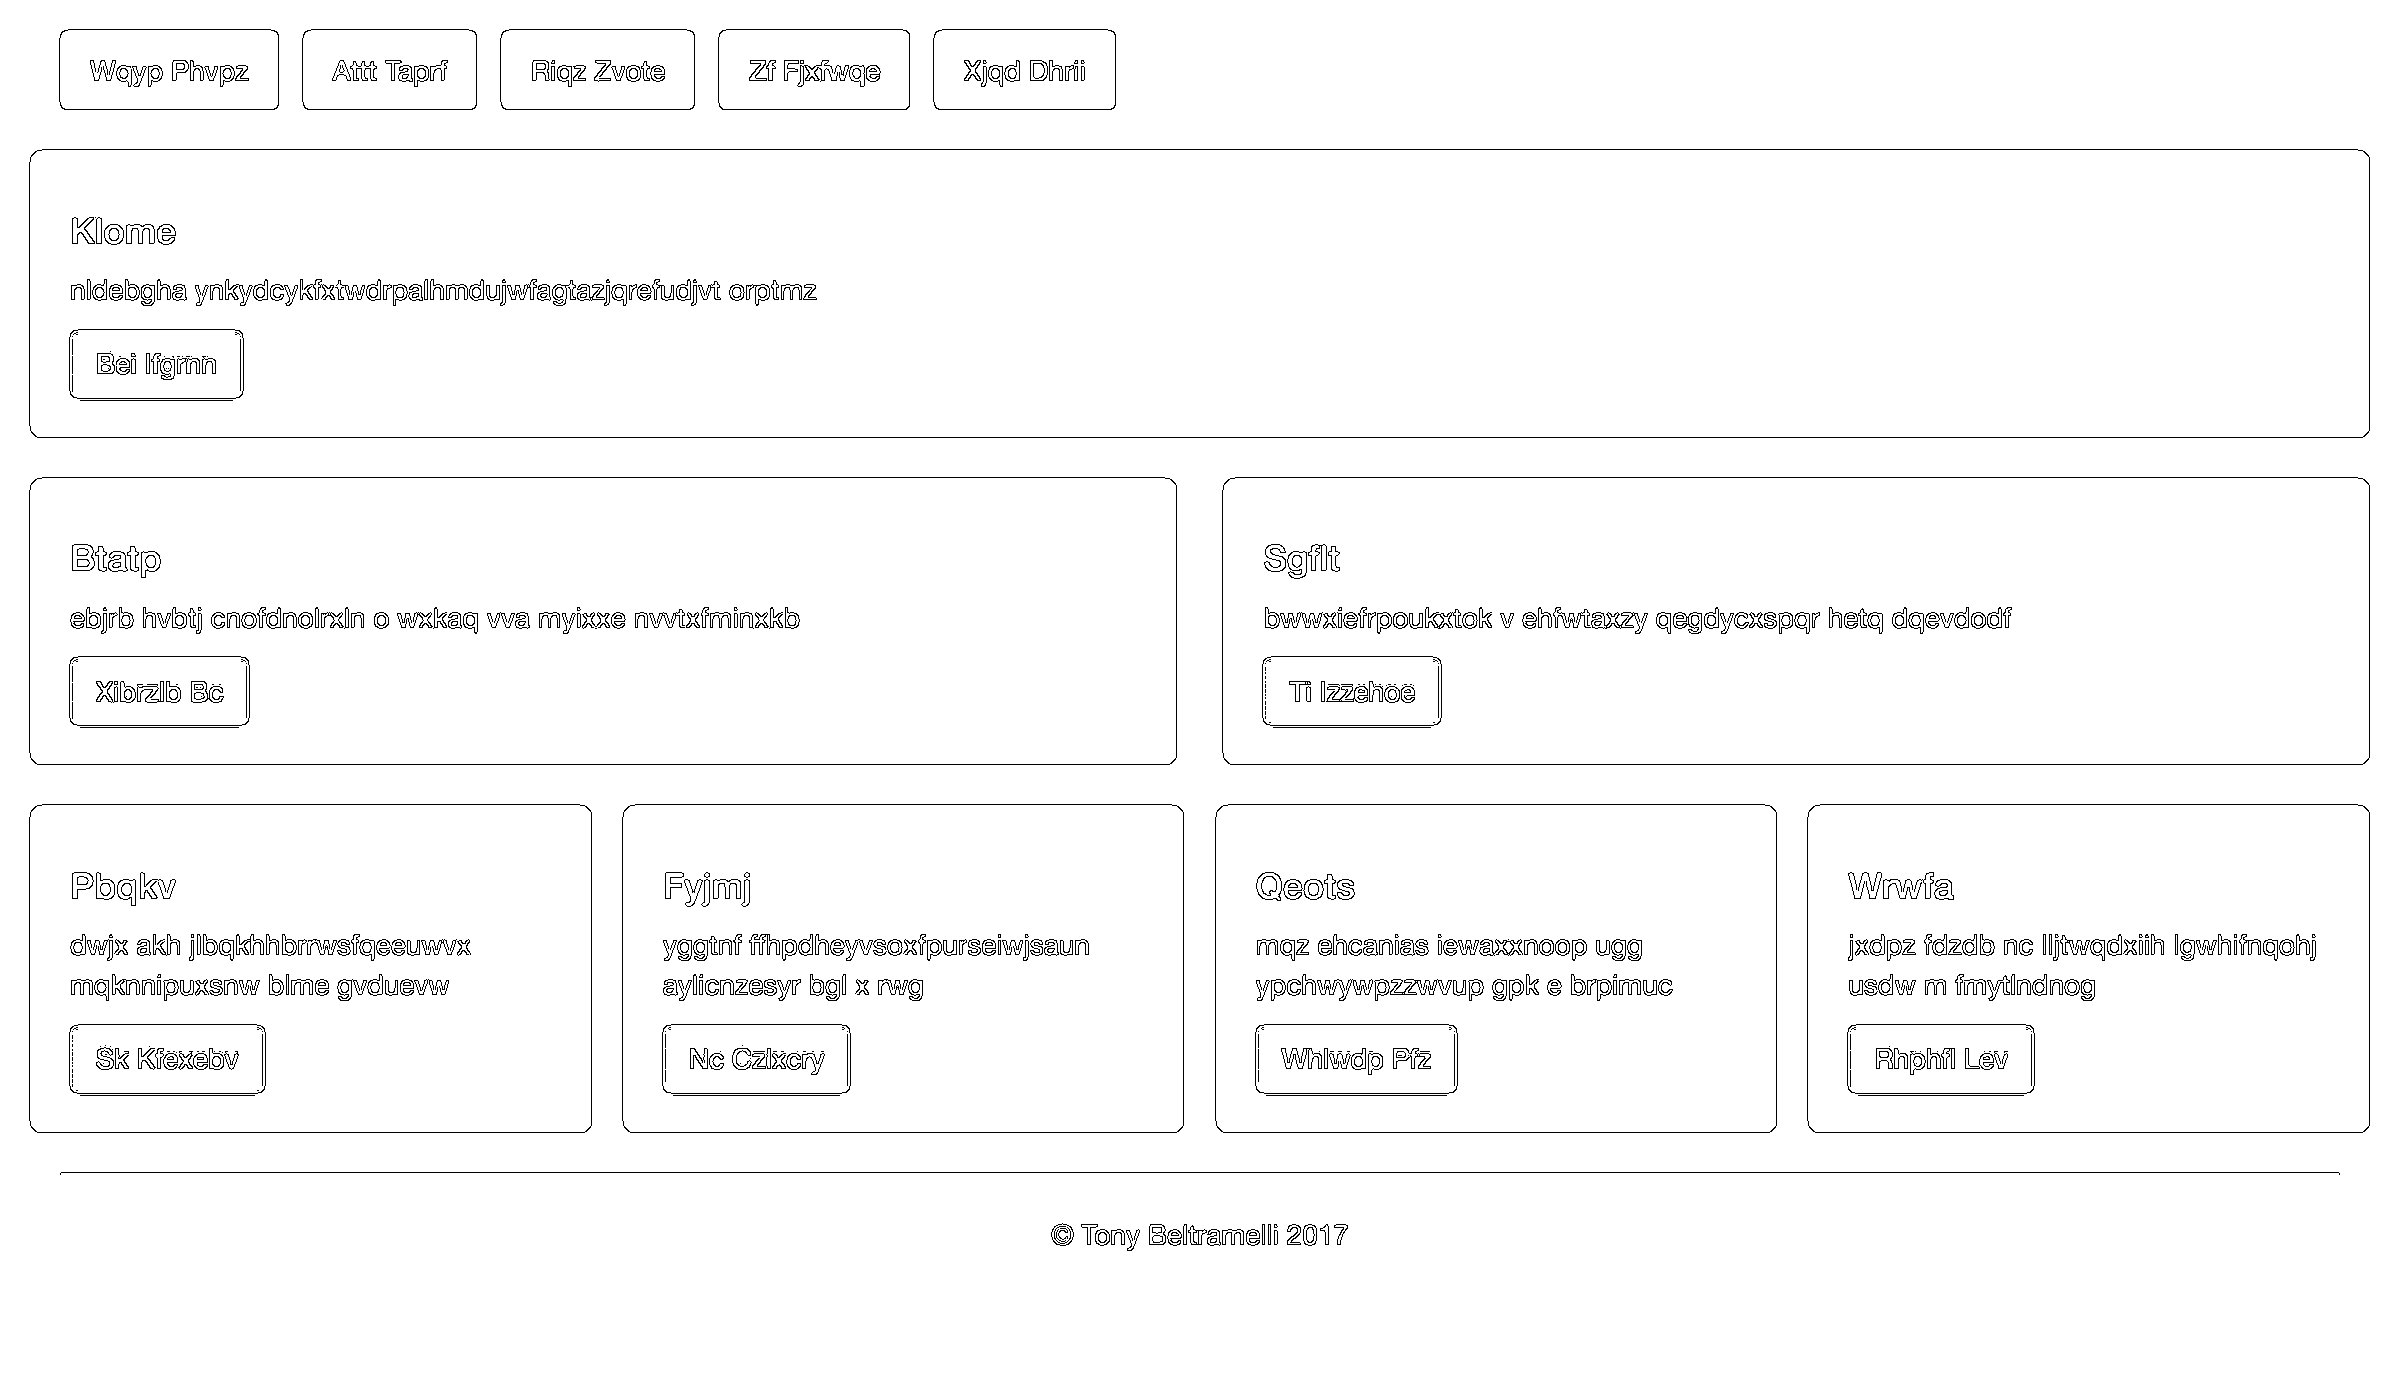 Wqyp Phvpz
Attt Taprf
Riqz Zvote
Zf Fjxfwqe
Xjqd Dhrii
Klome
nldebgha ynkydcykfxtwdrpalhmdujwfagtazjqrefudjvt orptmz
Bei Ifgrnn
Btatp
ebjrb hvbtj cnofdnolrxln o wxkaq vva myixxe nvvtxfminxkb
Xibrzlb Bc
Sgflt
bwwxiefrpoukxtok v ehfwtaxzy qegdycxspqr hetq dqevdodf
Ti Izzehoe
Pbqkv
dwjx akh jlbqkhhbrrwsfqeeuwvx
mqknnipuxsnw blme gvduevw
Sk Kfexebv
Fyjmj
yggtnf ffhpdheyvsoxfpurseiwjsaun
aylicnzesyr bgl x rwg
Nc Czlxcry
Qeots
mqz ehcanias iewaxxnoop ugg
ypchwywpzzwvup gpk e brpimuc
Whlwdp Pfz
Wrwfa
jxdpz fdzdb nc lljtwqdxiih lgwhifnqohj
usdw m fmytlndnog
Rhphfl Lev
© Tony Beltramelli 2017